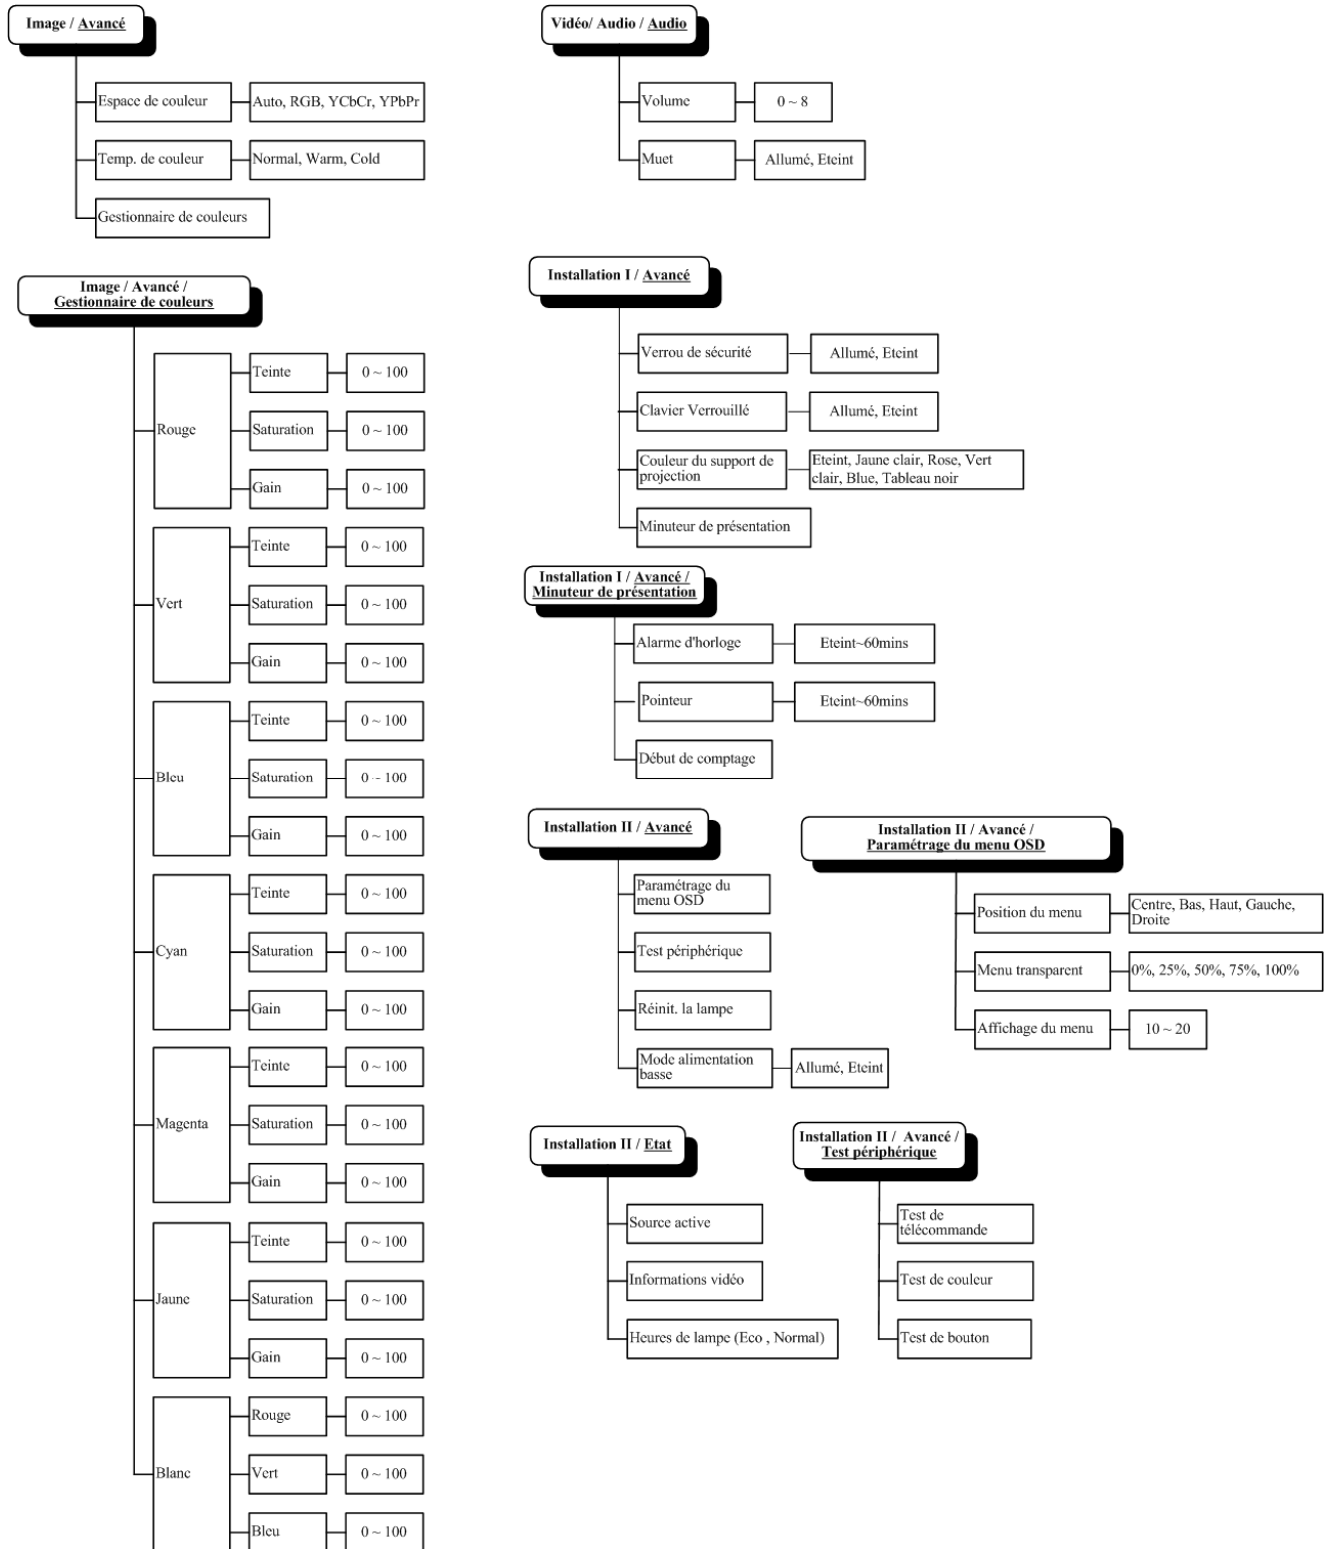 Image / Avancé
Espace de couleur
Auto, RGB, YCbCr, YPbPr
Temp. de couleur
Normal, Warm, Cold
Gestionnaire de couleurs
Image / Avancé /
Gestionnaire de couleurs
Rouge
Teinte
0 ~ 100
Saturation
0 ~ 100
Gain
0 ~ 100
Vert
Teinte
0 ~ 100
Saturation
0 ~ 100
Gain
0 ~ 100
Bleu
Teinte
0 ~ 100
Saturation
0 ~ 100
Gain
0 ~ 100
Cyan
Teinte
0 ~ 100
Saturation
0 ~ 100
Gain
0 ~ 100
Magenta
Teinte
0 ~ 100
Saturation
0 ~ 100
Gain
0 ~ 100
Jaune
Teinte
0 ~ 100
Saturation
0 ~ 100
Gain
0 ~ 100
Blanc
Rouge
0 ~ 100
Vert
0 ~ 100
Bleu
0 ~ 100
Vidéo/ Audio / Audio
Volume
0 ~ 8
Muet
Allumé, Eteint
Installation I / Avancé
Verrou de sécurité
Allumé, Eteint
Clavier Verrouillé
Allumé, Eteint
Couleur du support de
projection
Eteint, Jaune clair, Rose, Vert
clair, Blue, Tableau noir
Minuteur de présentation
Installation I / Avancé /
Minuteur de présentation
Alarme d'horloge
Eteint~60mins
Pointeur
Eteint~60mins
Début de comptage
Installation II / Avancé
Paramétrage du
menu OSD
Test périphérique
Réinit. la lampe
Mode alimentation
basse
Allumé, Eteint
Installation II / Avancé /
Paramétrage du menu OSD
Position du menu
Centre, Bas, Haut, Gauche,
Droite
Menu transparent
0%, 25%, 50%, 75%, 100%
Affichage du menu
10 ~ 20
Installation II / Etat
Source active
Informations vidéo
Heures de lampe (Eco , Normal)
Installation II / Avancé /
Test périphérique
Test de
télécommande
Test de couleur
Test de bouton